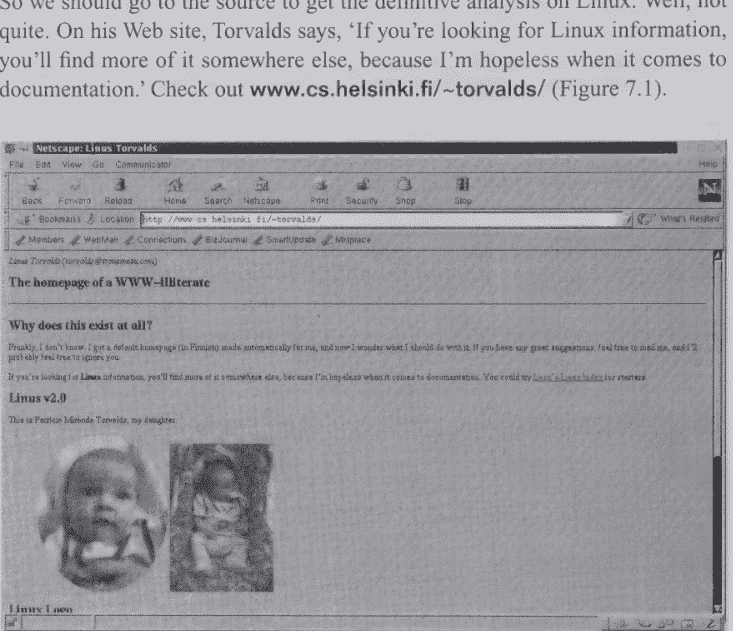 So we should go to the source to get the definitive analysis on Linux. Well, not
quite. On his Web site, Torvalds says, ‘If you’re looking for Linux information,
you’ll find more of it somewhere else, because I’m hopeless when it comes to
documentation.’ Check out www.cs.helsinki.fi/~torvalds/ (Figure 7.1).
Netscape: Linus Torvalds
File Edit View Go Communicator Help
Back Forward Reload Home Search Netscape Print Security Shop Stop N
Bookmarks Location http://www.cs.helsinki.fi/~torvalds/ What's Related
Members WebMail Connections BizJournal SmartUpdate Mktplace
Linus Torvalds (torvalds@transmeta.com)
The homepage of a WWW-illiterate
Why does this exist at all?
Frankly, I don't know. I got a default homepage (in Finnish) made automatically for me, and now I wonder what I should do with it. If you have any great suggestions, feel free to mail me, and I'll
probably feel free to ignore you.
If you're looking for Linux information, you'll find more of it somewhere else, because I'm hopeless when it comes to documentation. You could try Linux Index for starters
Linus v2.0
This is Patricia Miranda Torvalds, my daughter: